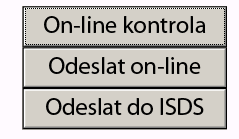 On-line kontrola
Odeslat on-line
Odeslat do ISDS